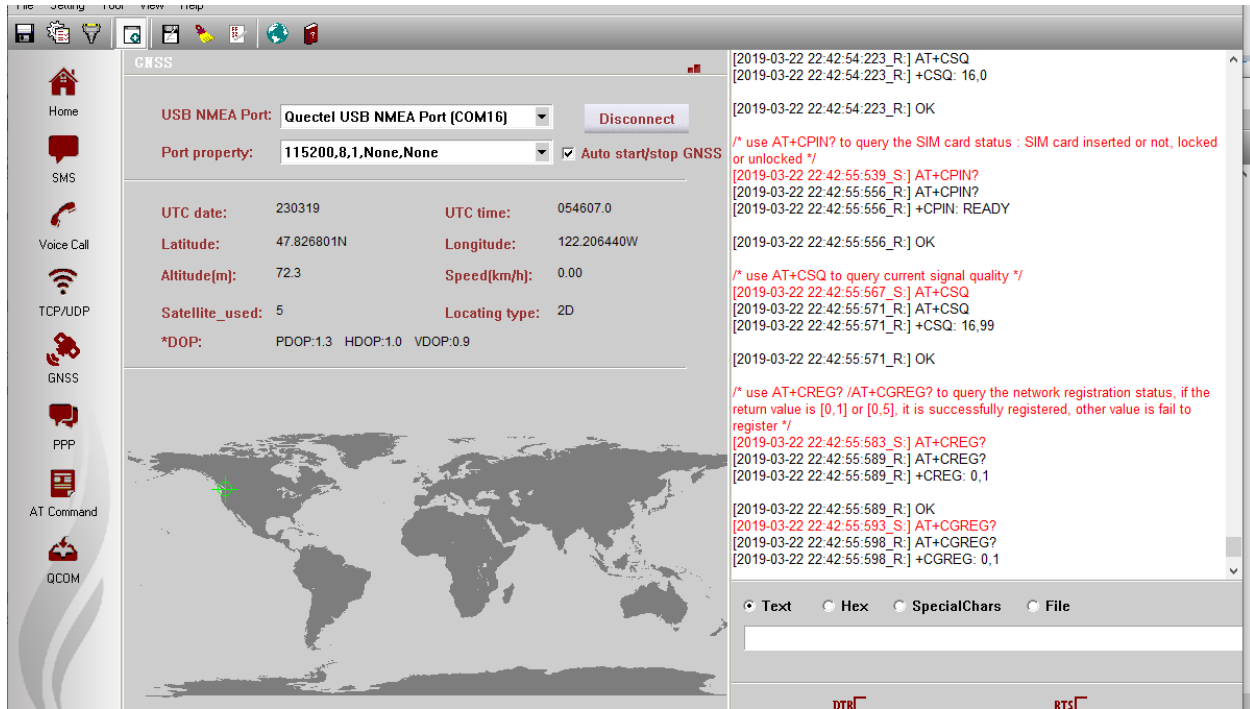 File Setting Tool View Help
Home
SMS
Voice Call
TCP/UDP
GNSS
PPP
AT Command
QCOM
GNSS
USB NMEA Port: Quectel USB NMEA Port (COM16) Disconnect
Port property: 115200,8,1,None,None Auto start/stop GNSS
UTC date: 230319 UTC time: 054607.0
Latitude: 47.826801N Longitude: 122.206440W
Altitude(m): 72.3 Speed(km/h): 0.00
Satellite_used: 5 Locating type: 2D
*DOP: PDOP:1.3 HDOP:1.0 VDOP:0.9
[2019-03-22 22:42:54:223_R:] AT+CSQ
[2019-03-22 22:42:54:223_R:] +CSQ: 16,0
[2019-03-22 22:42:54:223_R:] OK
/* use AT+CPIN? to query the SIM card status : SIM card inserted or not, locked
or unlocked */
[2019-03-22 22:42:55:539_S:] AT+CPIN?
[2019-03-22 22:42:55:556_R:] AT+CPIN?
[2019-03-22 22:42:55:556_R:] +CPIN: READY
[2019-03-22 22:42:55:556_R:] OK
/* use AT+CSQ to query current signal quality */
[2019-03-22 22:42:55:567_S:] AT+CSQ
[2019-03-22 22:42:55:571_R:] AT+CSQ
[2019-03-22 22:42:55:571_R:] +CSQ: 16,99
[2019-03-22 22:42:55:571_R:] OK
/* use AT+CREG? /AT+CGREG? to query the network registration status, if the
return value is [0,1] or [0,5], it is successfully registered, other value is fail to
register */
[2019-03-22 22:42:55:583_S:] AT+CREG?
[2019-03-22 22:42:55:589_R:] AT+CREG?
[2019-03-22 22:42:55:589_R:] +CREG: 0,1
[2019-03-22 22:42:55:589_R:] OK
[2019-03-22 22:42:55:593_S:] AT+CGREG?
[2019-03-22 22:42:55:598_R:] AT+CGREG?
[2019-03-22 22:42:55:598_R:] +CGREG: 0,1
Text Hex SpecialChars File
DTR RTS